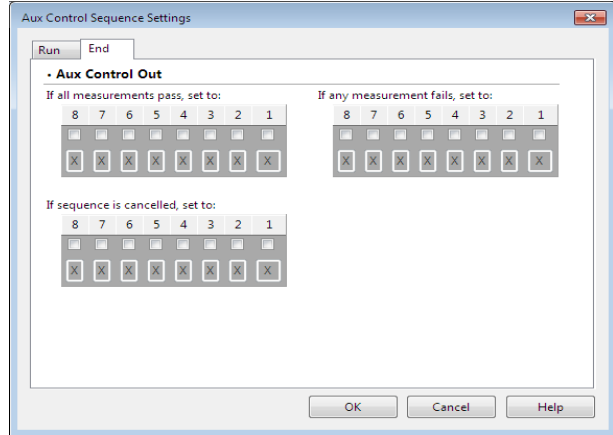 Aux Control Sequence Settings
Run End
• Aux Control Out
If all measurements pass, set to:
8 7 6 5 4 3 2 1
X X X X X X X X
If any measurement fails, set to:
8 7 6 5 4 3 2 1
X X X X X X X X
If sequence is cancelled, set to:
8 7 6 5 4 3 2 1
X X X X X X X X
OK Cancel Help